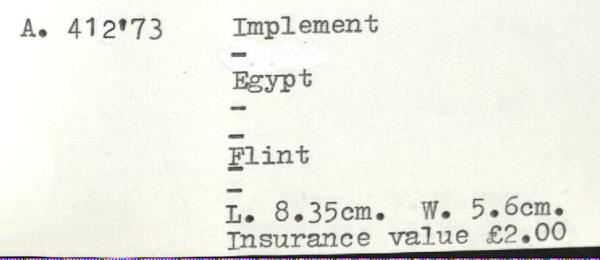 A. 412'73 Implement
-
Egypt
-
-
Flint
-
-
L. 8.35cm. W. 5.6cm.
Insurance value £2.00